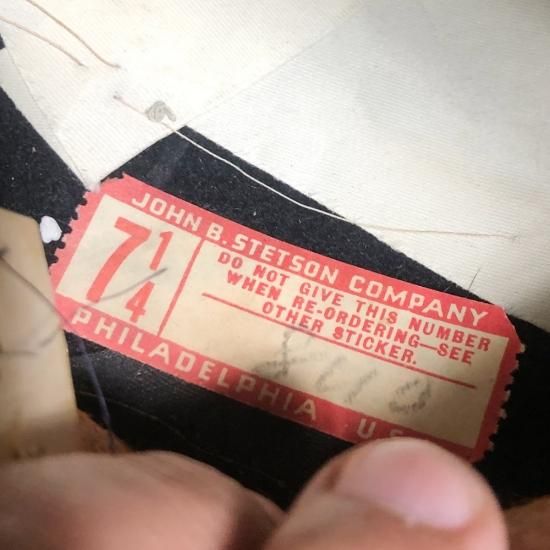 JOHN B. STETSON COMPANY
7 1/4
DO NOT GIVE THIS NUMBER
WHEN RE-ORDERING—SEE
OTHER STICKER.
PHILADELPHIA